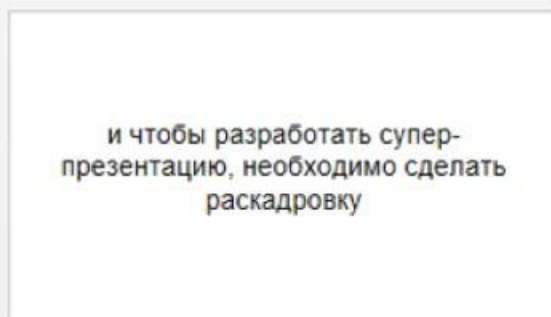 и чтобы разработать супер-
презентацию, необходимо сделать
раскадровку